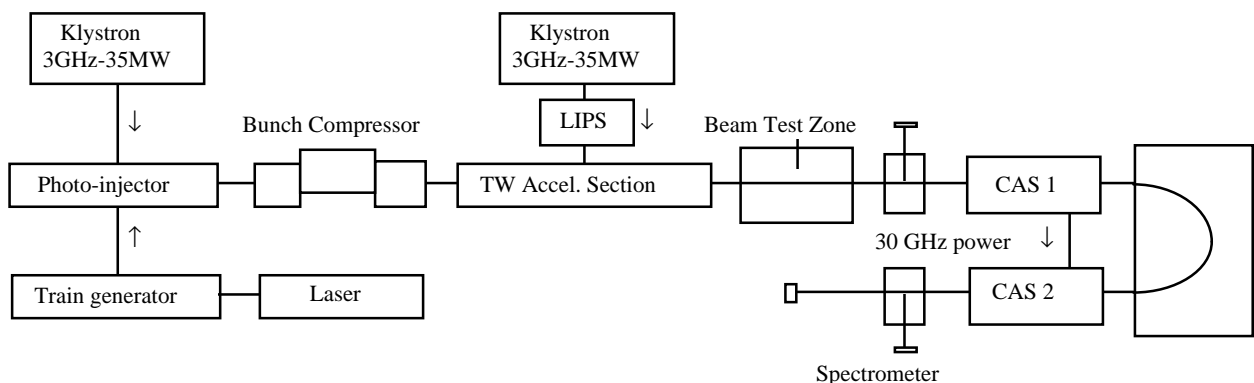 Klystron
3GHz-35MW
Klystron
3GHz-35MW
↓
Bunch Compressor
LIPS
↓
Beam Test Zone
Photo-injector
TW Accel. Section
CAS 1
↑
30 GHz power
↓
Train generator
Laser
CAS 2
Spectrometer